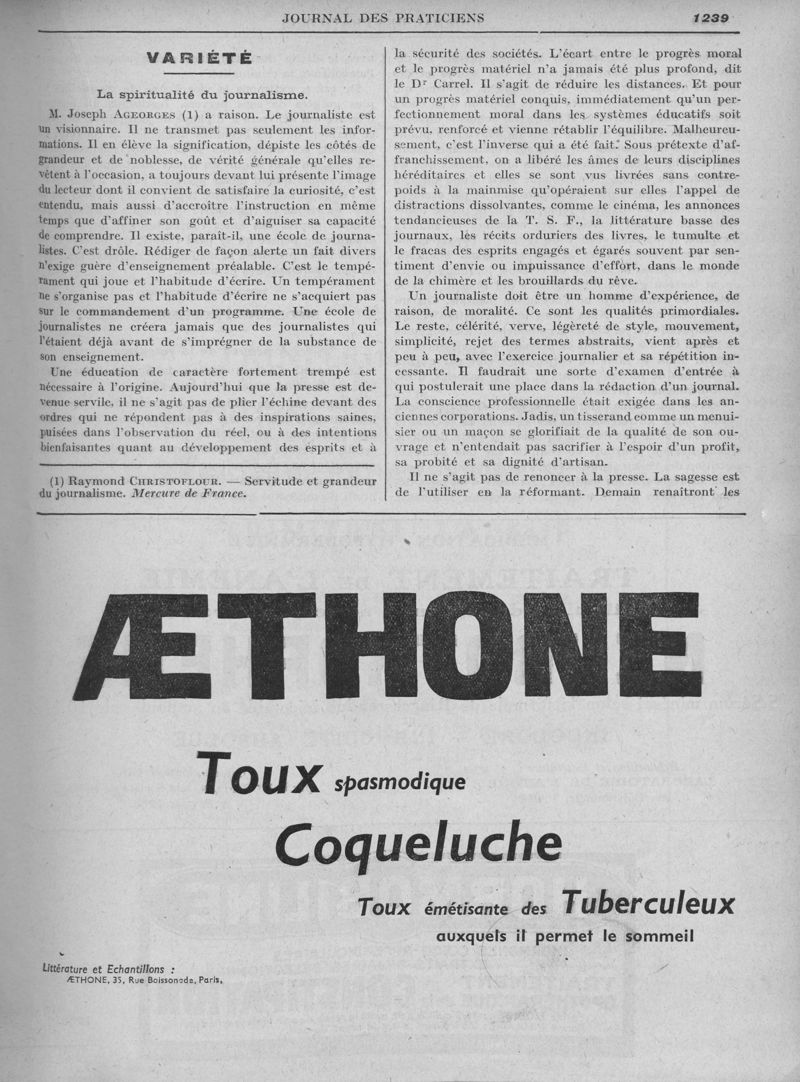 JOURNAL DES PRATICIENS 1239
VARIÉTÉ
La spiritualité du journalisme.
M. Joseph AGEORGES (1) a raison. Le journaliste est
un visionnaire. Il ne transmet pas seulement les infor-
mations. Il en élève la signification, dépiste les côtés de
grandeur et de noblesse, de vérité générale qu'elles re-
vêtent à l'occasion, a toujours devant lui présente l'image
du lecteur dont il convient de satisfaire la curiosité, c'est
entendu, mais aussi d'accroître l'instruction en même
temps que d'affiner son goût et d'aiguiser sa capacité
de comprendre. Il existe, paraît-il, une école de journa-
listes. C'est drôle. Rédiger de façon alerte un fait divers
n'exige guère d'enseignement préalable. C'est le tempé-
rament qui joue et l'habitude d'écrire. Un tempérament
ne s'organise pas et l'habitude d'écrire ne s'acquiert pas
sur le commandement d'un programme. Une école de
journalistes ne créera jamais que des journalistes qui
l'étaient déjà avant de s'imprégner de la substance de
son enseignement.
Une éducation de caractère fortement trempé est
nécessaire à l'origine. Aujourd'hui que la presse est de-
venue servile, il ne s'agit pas de plier l'échine devant des
ordres qui ne répondent pas à des inspirations saines,
puisées dans l'observation du réel, ou à des intentions
bienfaisantes quant au développement des esprits et à
(1) Raymond CHRISTOFLOUR. — Servitude et grandeur
du journalisme. Mercure de France.
la sécurité des sociétés. L'écart entre le progrès moral
et le progrès matériel n'a jamais été plus profond, dit
le Dr Carrel. Il s'agit de réduire les distances. Et pour
un progrès matériel conquis, immédiatement qu'un per-
fectionnement moral dans les systèmes éducatifs soit
prévu, renforcé et vienne rétablir l'équilibre. Malheureu-
sement, c'est l'inverse qui a été fait. Sous prétexte d'af-
franchissement, on a libéré les âmes de leurs disciplines
héréditaires et elles se sont vus livrées sans contre-
poids à la mainmise qu'opéraient sur elles l'appel de
distractions dissolvantes, comme le cinéma, les annonces
tendancieuses de la T. S. F., la littérature basse des
journaux, les récits orduriers des livres, le tumulte et
le fracas des esprits engagés et égarés souvent par sen-
timent d'envie ou impuissance d'effort, dans le monde
de la chimère et les brouillards du rêve.
Un journaliste doit être un homme d'expérience, de
raison, de moralité. Ce sont les qualités primordiales.
Le reste, célérité, verve, légèreté de style, mouvement,
simplicité, rejet des termes abstraits, vient après et
peu à peu, avec l'exercice journalier et sa répétition in-
cessante. Il faudrait une sorte d'examen d'entrée à
qui postulerait une place dans la rédaction d'un journal.
La conscience professionnelle était exigée dans les an-
ciennes corporations. Jadis, un tisserand comme un menui-
sier ou un maçon se glorifiait de la qualité de son ou-
vrage et n'entendait pas sacrifier à l'espoir d'un profit,
sa probité et sa dignité d'artisan.
Il ne s'agit pas de renoncer à la presse. La sagesse est
de l'utiliser en la réformant. Demain renaîtront les
ÆTHONE
Toux spasmodique
Coqueluche
Toux émétisante des Tuberculeux
auxquels il permet le sommeil
Littérature et Echantillons :
ÆTHONE, 35, Rue Boissonade, Paris,